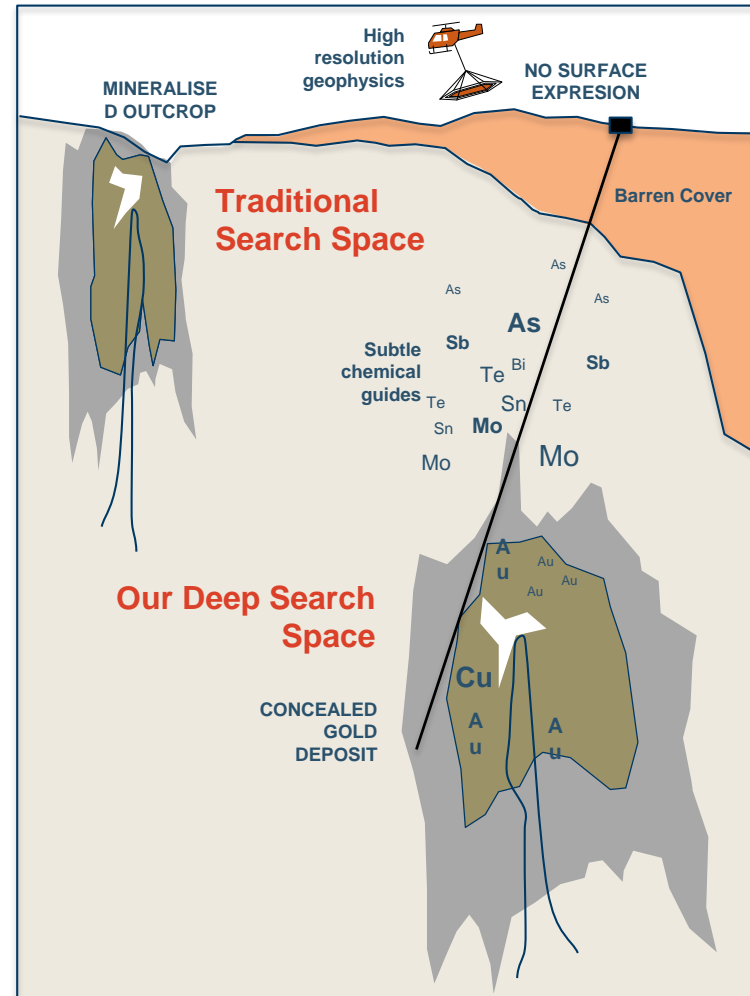 High
resolution
geophysics
MINERALISE
D OUTCROP
NO SURFACE
EXPRESION
Traditional
Search Space
Barren Cover
As
As
As
As
Sb
Subtle
chemical
guides
Te
Bi
Sb
Te
Sn
Te
Sn
Mo
Mo
Mo
A
u
Au
Au
Au
Our Deep Search
Space
Cu
CONCEALED
GOLD
DEPOSIT
A
u
A
u